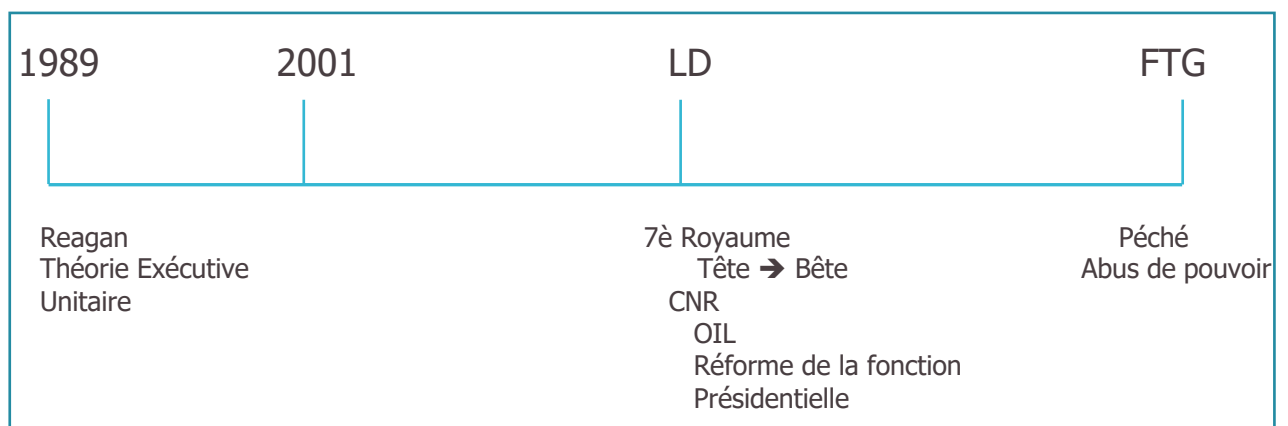 1989 2001 LD FTG
Reagan
Théorie Exécutive
Unitaire
7è Royaume
Tête ➔ Bête
CNR
OIL
Réforme de la fonction
Présidentielle
Péché
Abus de pouvoir